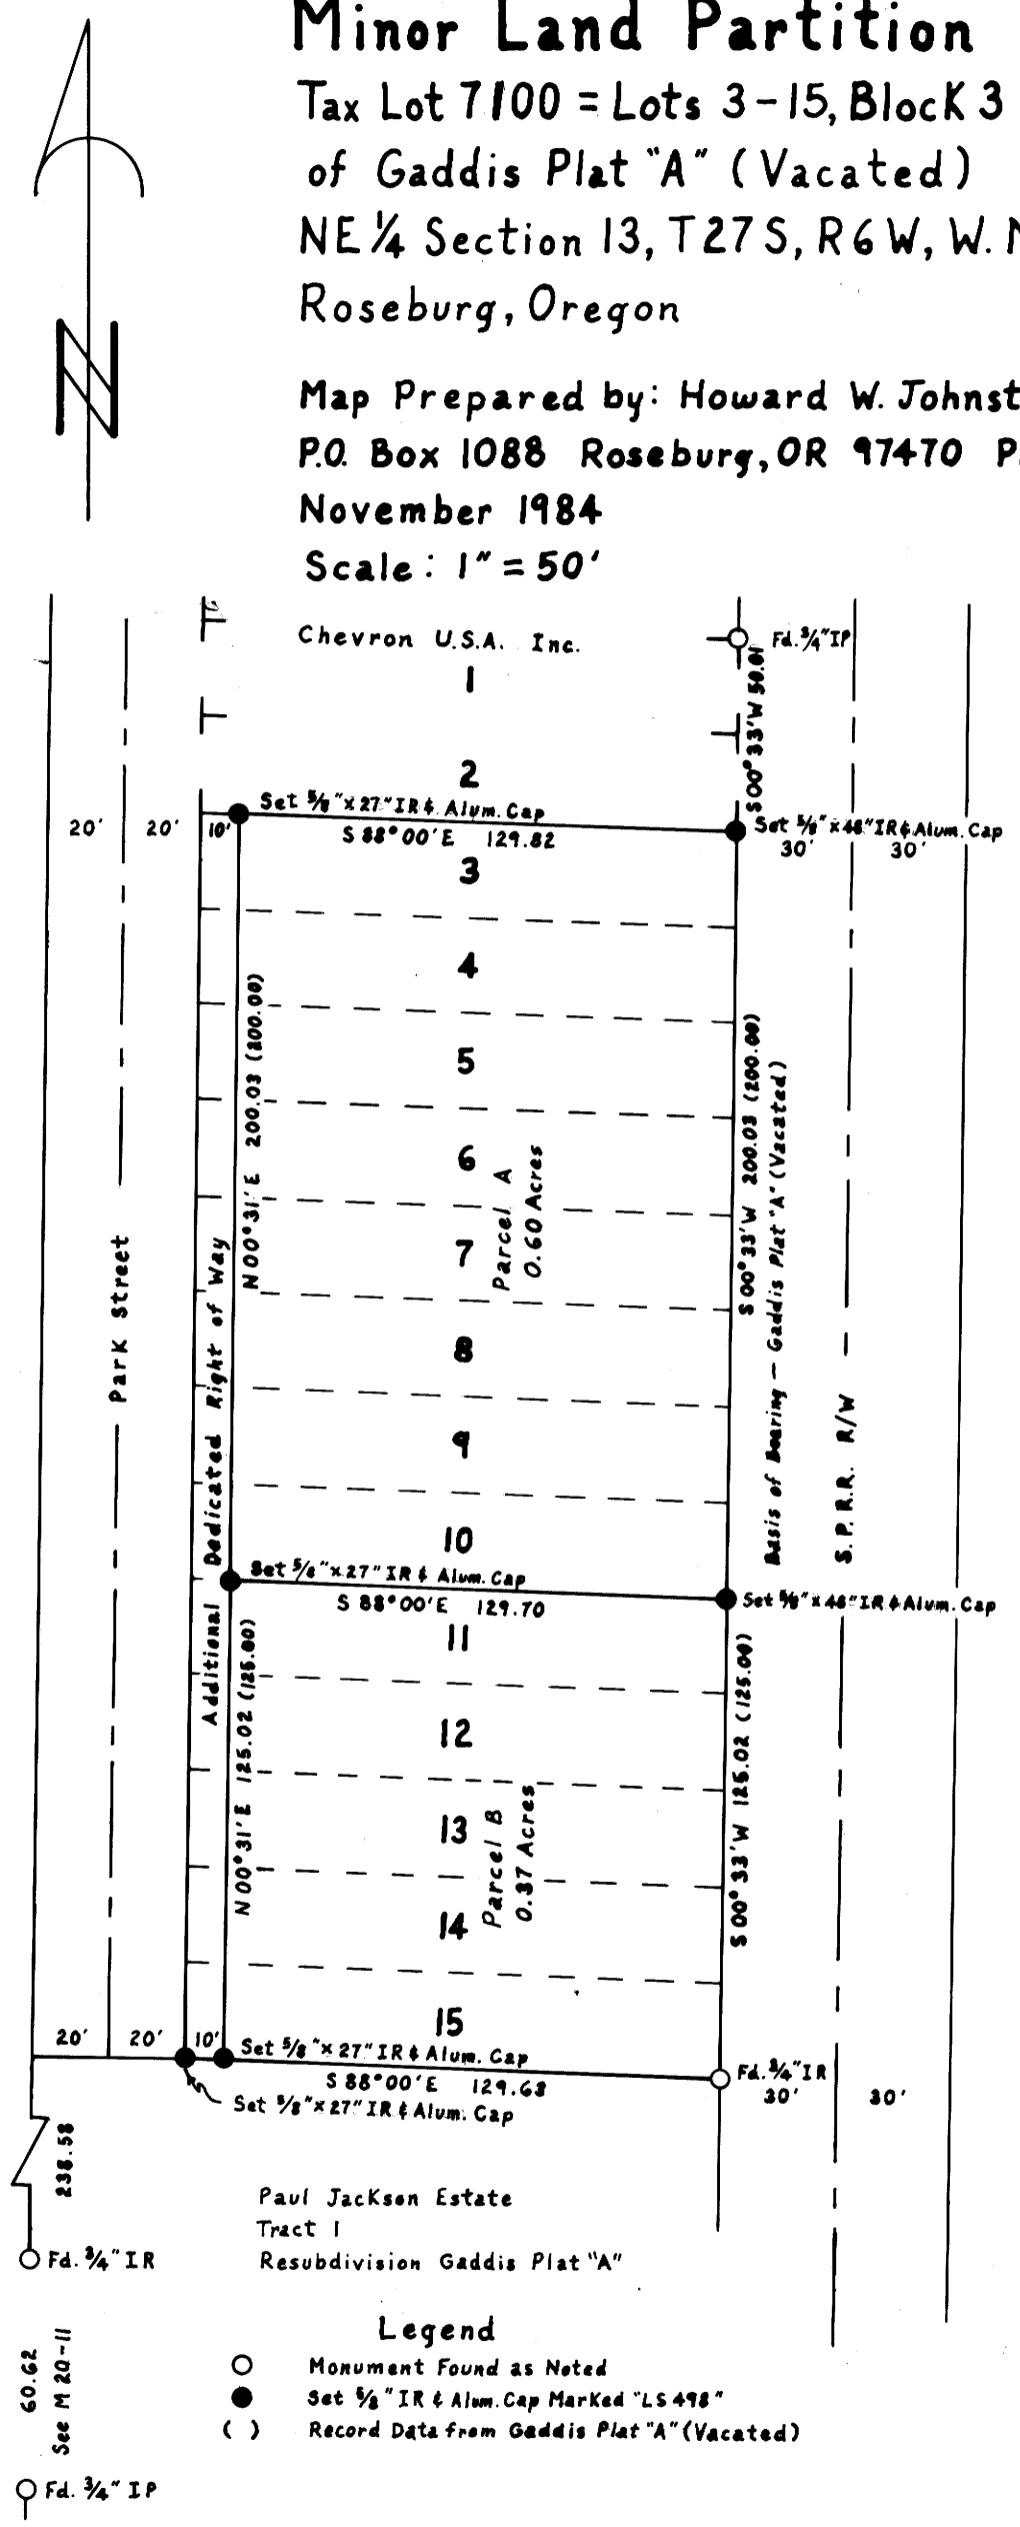 Minor Land Partition
Tax Lot 7100 = Lots 3-15, Block 3
of Gaddis Plat "A" (Vacated)
NE ¼ Section 13, T27S, R6W, W.
Roseburg, Oregon
Map Prepared by: Howard W. Johnst
P.O. Box 1088 Roseburg, OR 97470 P.
November 1984
Scale: 1" = 50'
N
Chevron U.S.A. Inc.
Fd. ¾" IP
1
S 00°33'W 50.01
2
Set ⅝" x 27" IR & Alum. Cap
20' 20' 10'
S 88°00'E 129.82
Set ⅝" x 48" IR & Alum. Cap
30' 30'
3
4
5
6
7
8
9
10
N 00°31'E 200.03 (200.00)
Parcel A
0.60 Acres
S 00°33'W 200.03 (200.00)
Basis of Bearing - Gaddis Plat "A" (Vacated)
S.P.R.R. R/W
Park Street
Additional Dedicated Right of Way
Set ⅝" x 27" IR & Alum. Cap
S 88°00'E 129.70
Set ⅝" x 48" IR & Alum. Cap
11
12
13
14
15
N 00°31'E 125.02 (125.00)
Parcel B
0.37 Acres
S 00°33'W 125.02 (125.00)
20' 20' 10'
Set ⅝" x 27" IR & Alum. Cap
S 88°00'E 129.63
Fd. ¾" IR
30' 30'
Set ⅝" x 27" IR & Alum. Cap
238.58
Paul Jackson Estate
Tract 1
Resubdivision Gaddis Plat "A"
Fd. ¾" IR
60.62
See M 20-11
Fd. ¾" IP
Legend
Monument Found as Noted
Set ⅝" IR & Alum. Cap Marked "LS 498"
( ) Record Data from Gaddis Plat "A" (Vacated)